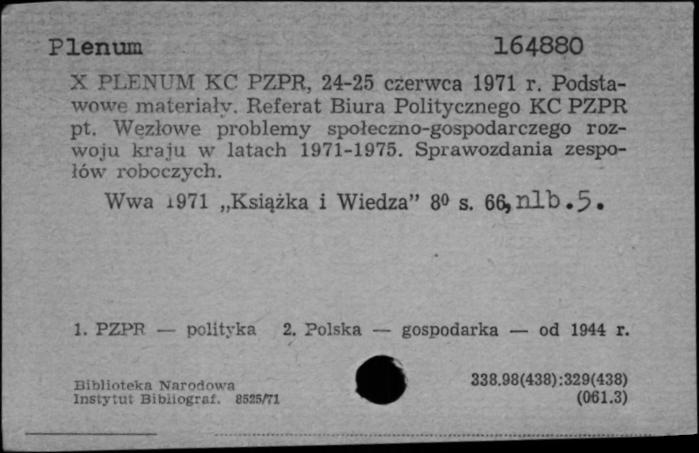 Plenum 164880
X PLENUM KC PZPR, 24-25 czerwca 1971 r. Podsta-
wowe materiały. Referat Biura Politycznego KC PZPR
pt. Węzłowe problemy społeczno-gospodarczego roz-
woju kraju w latach 1971-1975. Sprawozdania zespo-
łów roboczych.
Wwa 1971 „Książka i Wiedza” 8⁰ s. 66, nlb. 5.
1. PZPR — polityka 2. Polska — gospodarka — od 1944 r.
Biblioteka Narodowa 338.98(438):329(438)
Instytut Bibliograf. 8525/71 (061.3)